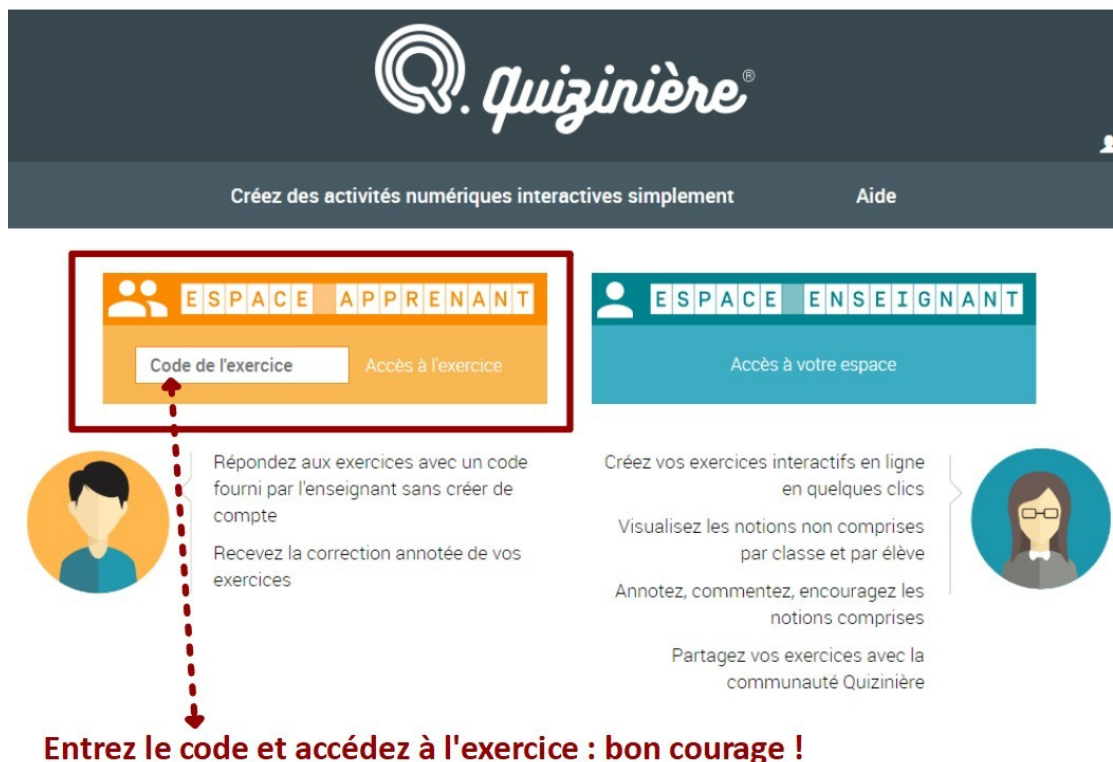 Q. Quizinière®
Créez des activités numériques interactives simplement
Aide
ESPACE APPRENANT
Code de l'exercice
Accès à l'exercice
ESPACE ENSEIGNANT
Accès à votre espace
Répondez aux exercices avec un code
fourni par l'enseignant sans créer de
compte
Recevez la correction annotée de vos
exercices
Créez vos exercices interactifs en ligne
en quelques clics
Visualisez les notions non comprises
par classe et par élève
Annotez, commentez, encouragez les
notions comprises
Partagez vos exercices avec la
communauté Quizinière
Entrez le code et accédez à l'exercice : bon courage !